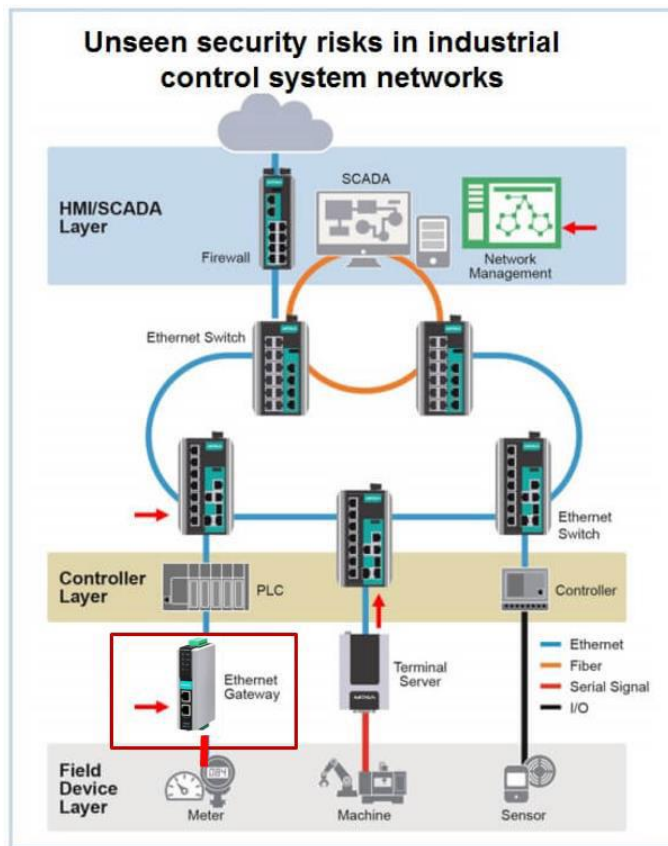 Unseen security risks in industrial
control system networks
HMI/SCADA
Layer
SCADA
Firewall
Network
Management
Ethernet Switch
Ethernet
Switch
Controller
Layer
PLC
Controller
Ethernet
Gateway
Terminal
Server
MOXA
Ethernet
Fiber
Serial Signal
I/O
Field
Device
Layer
Meter
Machine
Sensor